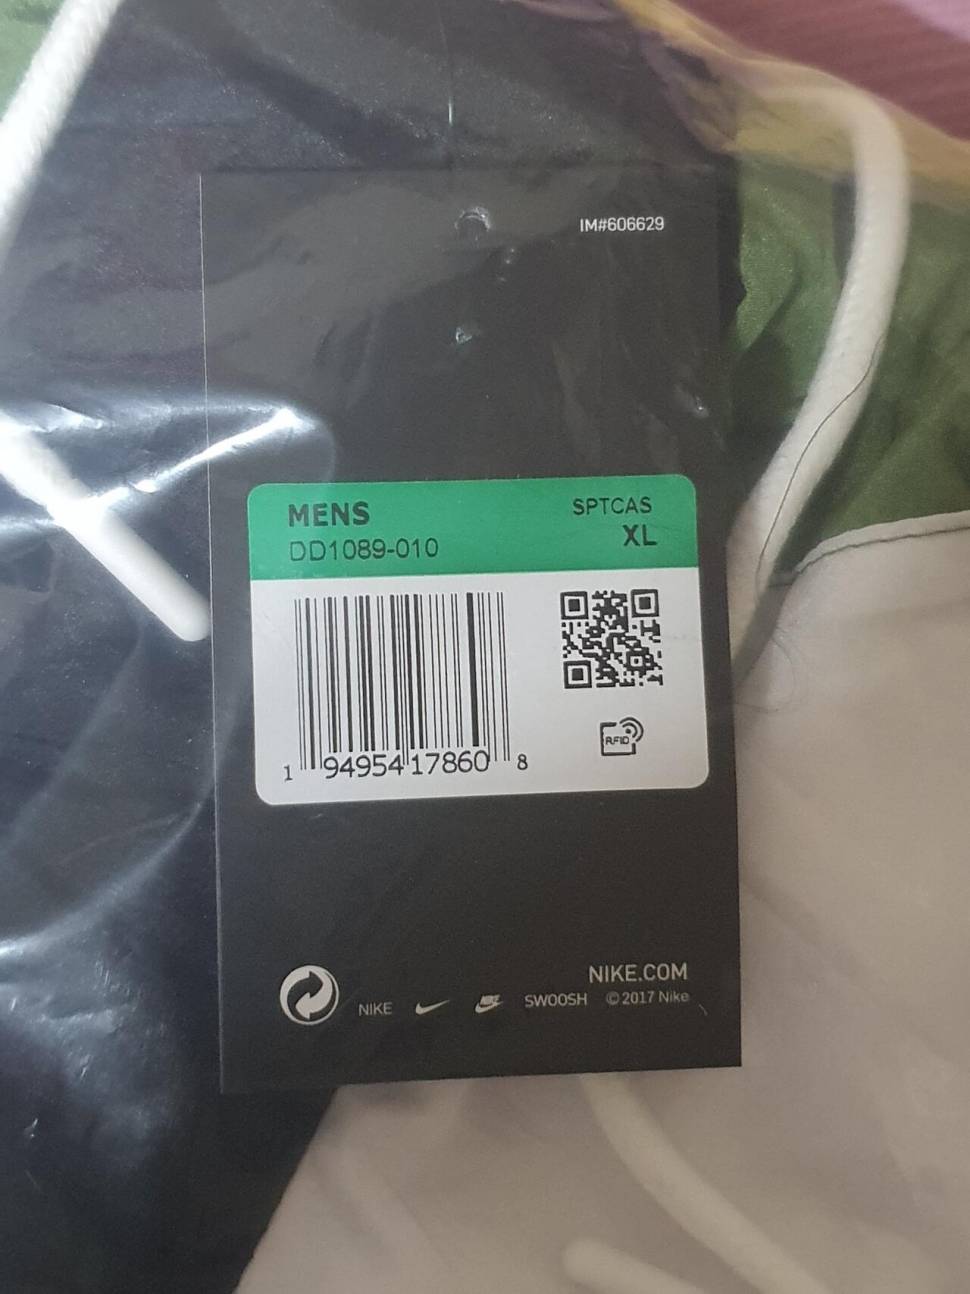 IM#606629
MENS
SPTCAS
DD1089-010
XL
RFID
1 94954 17860 8
NIKE.COM
NIKE
SWOOSH © 2017 Nike